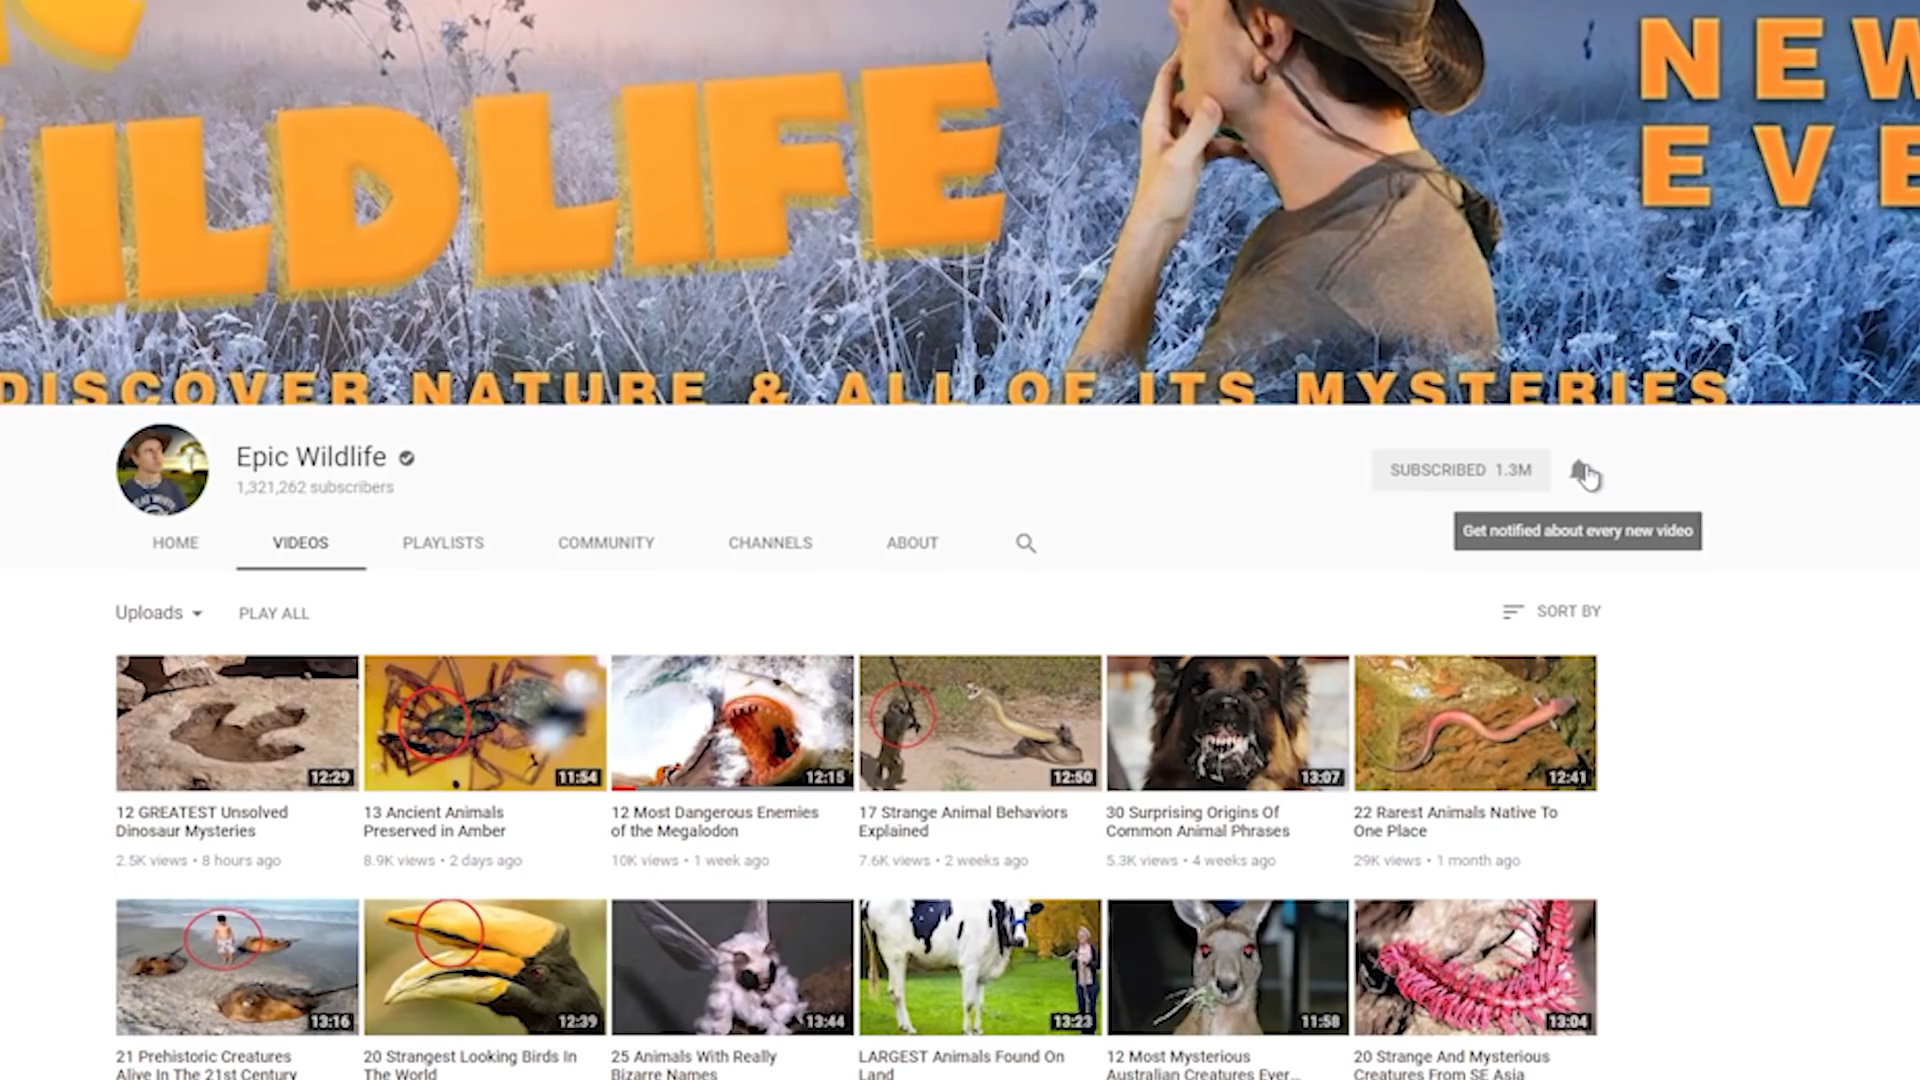 NEW
ILDLIFE
EVE
DISCOVER NATURE & ALL OF ITS MYSTERIES
Epic Wildlife
1,321,262 subscribers
SUBSCRIBED 1.3M
Get notified about every new video
HOME VIDEOS PLAYLISTS COMMUNITY CHANNELS ABOUT
Uploads PLAY ALL SORT BY
12:29 11:54 12:15 12:50 13:07 12:41
12 GREATEST Unsolved
Dinosaur Mysteries
2.5K views • 8 hours ago
13 Ancient Animals
Preserved in Amber
8.9K views • 2 days ago
12 Most Dangerous Enemies
of the Megalodon
10K views • 1 week ago
17 Strange Animal Behaviors
Explained
7.6K views • 2 weeks ago
30 Surprising Origins Of
Common Animal Phrases
5.3K views • 4 weeks ago
22 Rarest Animals Native To
One Place
29K views • 1 month ago
13:16 12:39 13:44 13:23 11:58 13:04
21 Prehistoric Creatures
Alive In The 21st Century
20 Strangest Looking Birds In
The World
25 Animals With Really
Bizarre Names
LARGEST Animals Found On
Land
12 Most Mysterious
Australian Creatures Ever...
20 Strange And Mysterious
Creatures From SE Asia